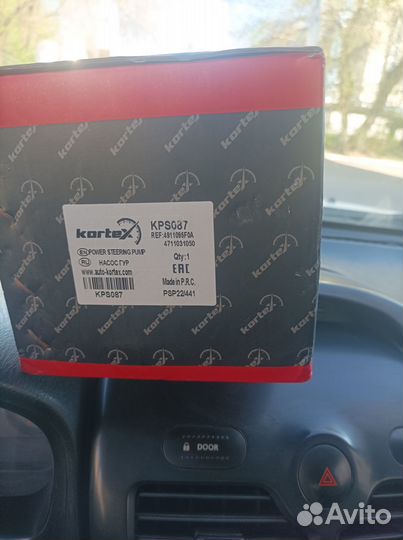 kortex
KPS087
REF:4911095F0A
4711031050
EN POWER STEERING PUMP
RU НАСОС ГУР
Qty:1
EAC
www.auto-kortex.com
Made in P.R.C.
KPS087
PSP22/441
DOOR
Avito